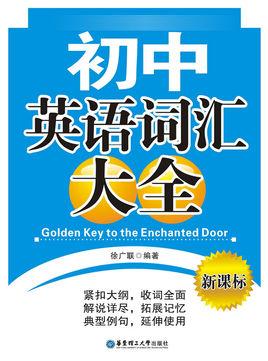 初中
英语词汇
大全
Golden Key to the Enchanted Door
徐广联 编著
新课标
紧扣大纲，收词全面
解说详尽，拓展记忆
典型例句，延伸使用
华东理工大学出版社